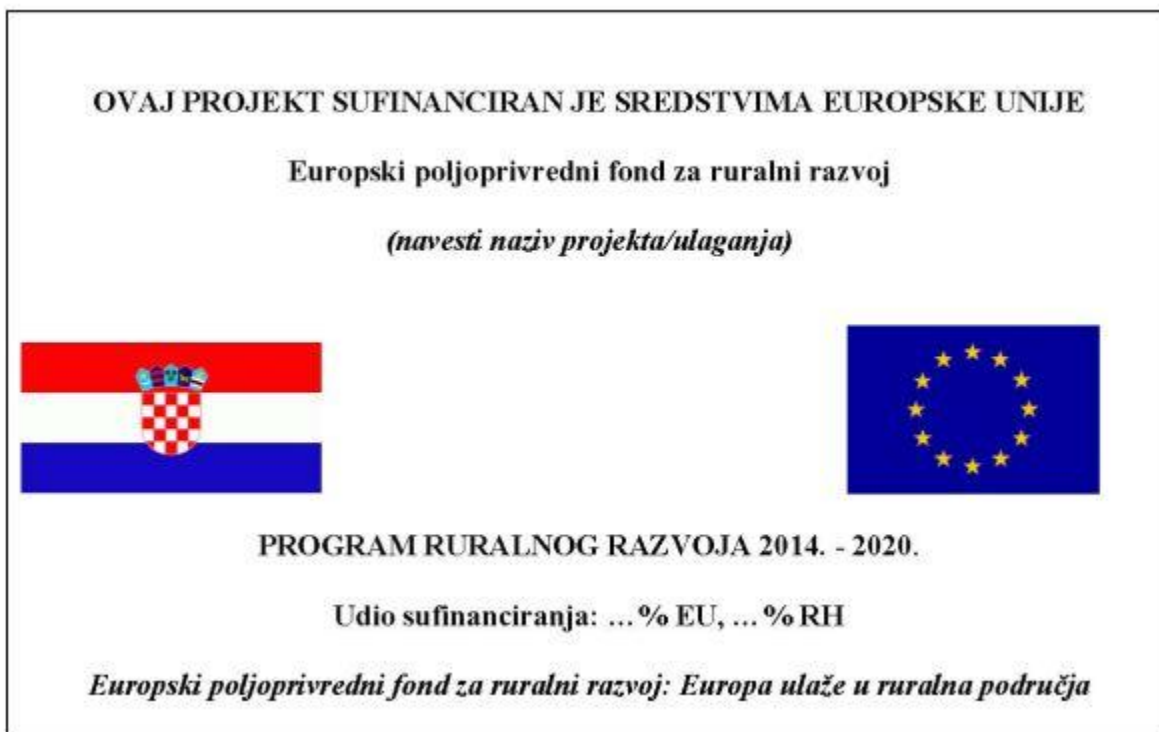 OVAJ PROJEKT SUFINANCIRAN JE SREDSTVIMA EUROPSKE UNIJE
Europski poljoprivredni fond za ruralni razvoj
(navesti naziv projekta/ulaganja)
PROGRAM RURALNOG RAZVOJA 2014. - 2020.
Udio sufinanciranja: ...% EU, ...% RH
Europski poljoprivredni fond za ruralni razvoj: Europa ulaže u ruralna područja